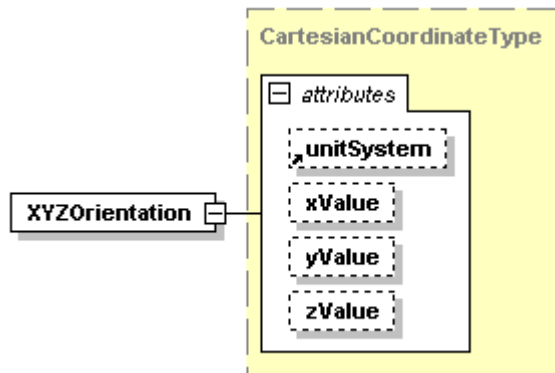 CartesianCoordinateType
attributes
unitSystem
xValue
XYZOrientation
yValue
zValue